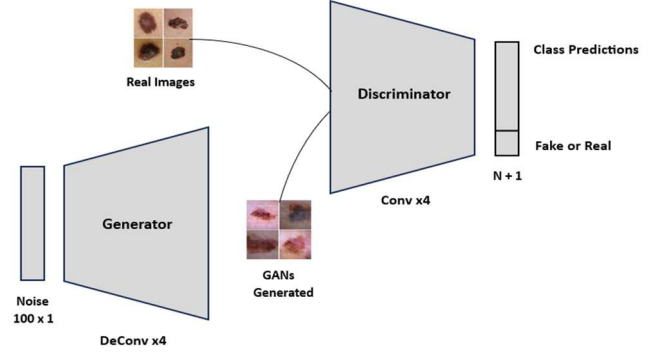 Real Images
Discriminator
Class Predictions
Fake or Real
N + 1
Conv x4
Generator
GANs
Generated
Noise
100 x 1
DeConv x4